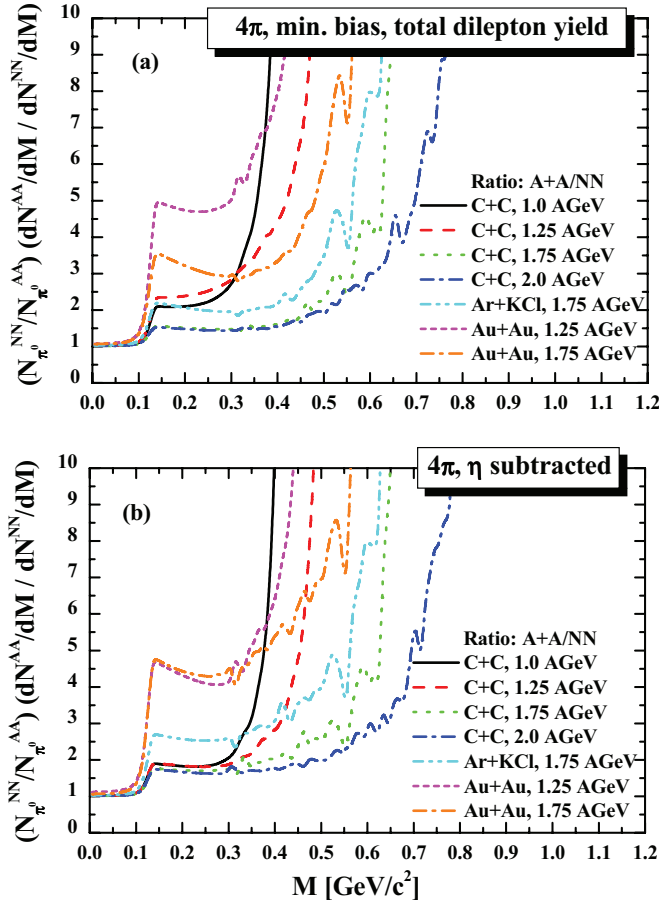 4π, min. bias, total dilepton yield
(a)
10
9
8
7
6
5
4
3
2
1
(N_π⁰^NN/N_π⁰^AA) (dN^AA/dM / dN^NN/dM)
Ratio: A+A/NN
C+C, 1.0 AGeV
C+C, 1.25 AGeV
C+C, 1.75 AGeV
C+C, 2.0 AGeV
Ar+KCl, 1.75 AGeV
Au+Au, 1.25 AGeV
Au+Au, 1.75 AGeV
0.0 0.1 0.2 0.3 0.4 0.5 0.6 0.7 0.8 0.9 1.0 1.1 1.2
4π, η subtracted
(b)
10
9
8
7
6
5
4
3
2
1
0
(N_π⁰^NN/N_π⁰^AA) (dN^AA/dM / dN^NN/dM)
Ratio: A+A/NN
C+C, 1.0 AGeV
C+C, 1.25 AGeV
C+C, 1.75 AGeV
C+C, 2.0 AGeV
Ar+KCl, 1.75 AGeV
Au+Au, 1.25 AGeV
Au+Au, 1.75 AGeV
0.0 0.1 0.2 0.3 0.4 0.5 0.6 0.7 0.8 0.9 1.0 1.1 1.2
M [GeV/c²]